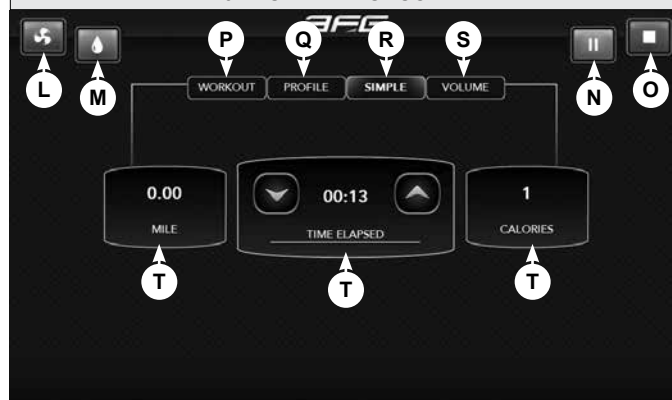 AFG
P Q R S
L M N O
WORKOUT PROFILE SIMPLE VOLUME
0.00 00:13 1
MILE TIME ELAPSED CALORIES
T T T